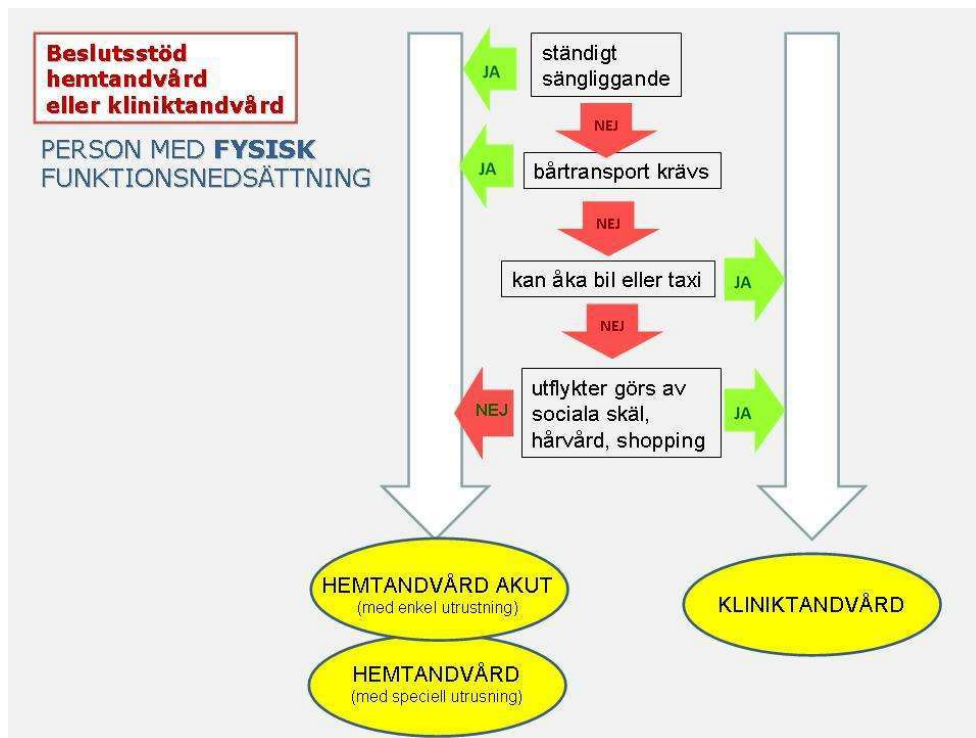 Beslutsstöd
hemtandvård
eller kliniktandvård
PERSON MED FYSISK
FUNKTIONSNEDSÄTTNING
ständigt
sängliggande
JA
NEJ
bårtransport krävs
JA
NEJ
kan åka bil eller taxi
JA
NEJ
utflykter görs av
sociala skäl,
hårvård, shopping
NEJ
JA
HEMTANDVÅRD AKUT
(med enkel utrustning)
HEMTANDVÅRD
(med speciell utrusning)
KLINIKTANDVÅRD